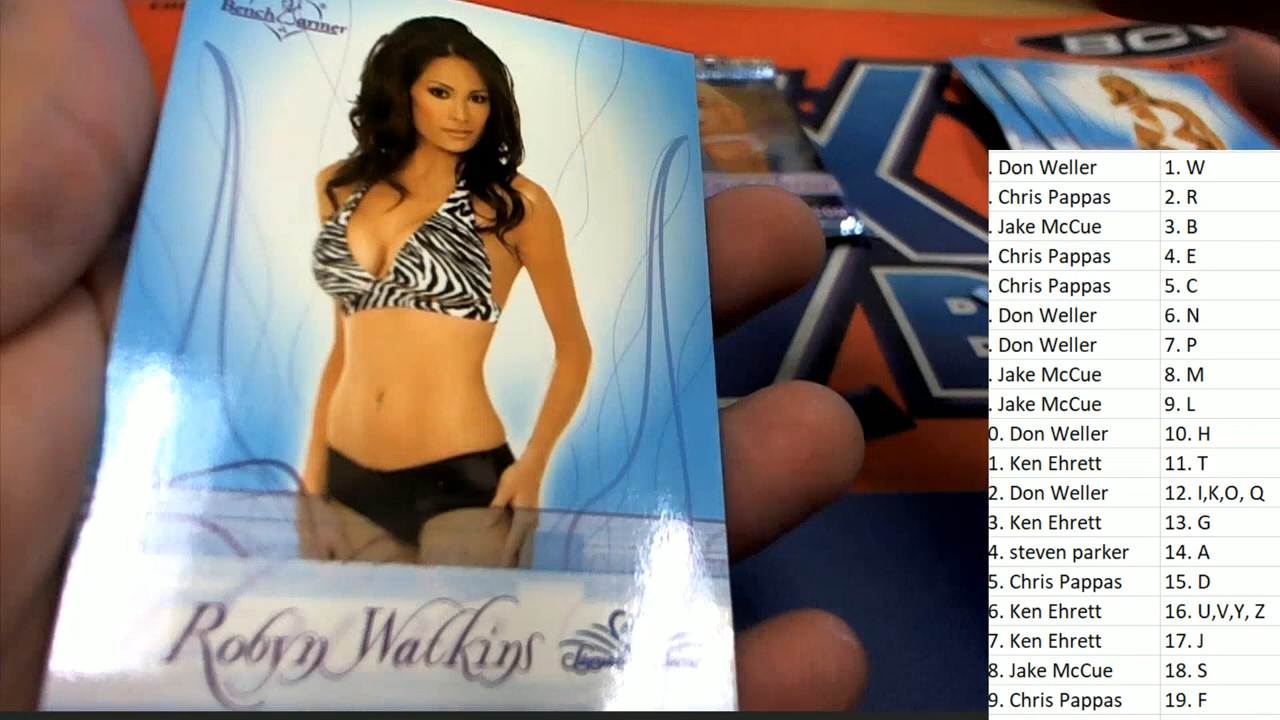 BenchWarmer
BCW
Robyn Watkins
. Don Weller 1. W
. Chris Pappas 2. R
. Jake McCue 3. B
. Chris Pappas 4. E
. Chris Pappas 5. C
. Don Weller 6. N
. Don Weller 7. P
. Jake McCue 8. M
. Jake McCue 9. L
0. Don Weller 10. H
1. Ken Ehrett 11. T
2. Don Weller 12. I,K,O, Q
3. Ken Ehrett 13. G
4. steven parker 14. A
5. Chris Pappas 15. D
6. Ken Ehrett 16. U,V,Y, Z
7. Ken Ehrett 17. J
8. Jake McCue 18. S
9. Chris Pappas 19. F